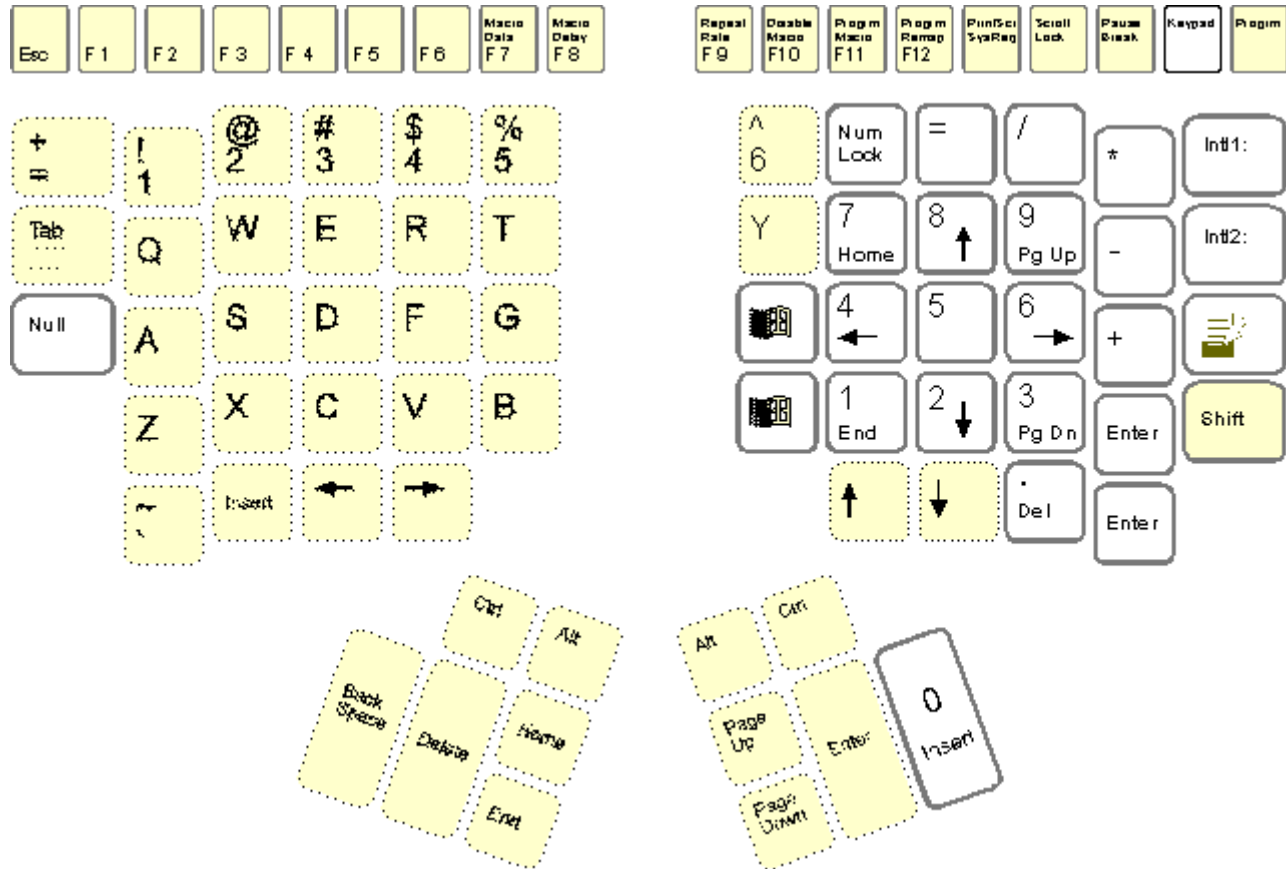 Esc
F1
F2
F3
F4
F5
F6
Macro
Data
F7
Macro
Delay
F8
Repeat
Rate
F9
Disable
Macro
F10
Progrm
Macro
F11
Progrm
Remap
F12
PrintScr
SysReq
Scroll
Lock
Pause
Break
Keypad
Progrm
+
=
!
1
@
2
#
3
$
4
%
5
^
6
Num
Lock
=
/
*
Intl1:
Tab
Q
W
E
R
T
Y
7
Home
8
9
Pg Up
-
Intl2:
Null
A
S
D
F
G
4
5
6
+
Z
X
C
V
B
1
End
2
3
Pg Dn
Enter
Shift
~
`
Insert
.
Del
Enter
Ctrl
Alt
Back
Space
Delete
Home
End
Alt
Ctrl
Page
Up
Enter
0
Insert
Page
Down